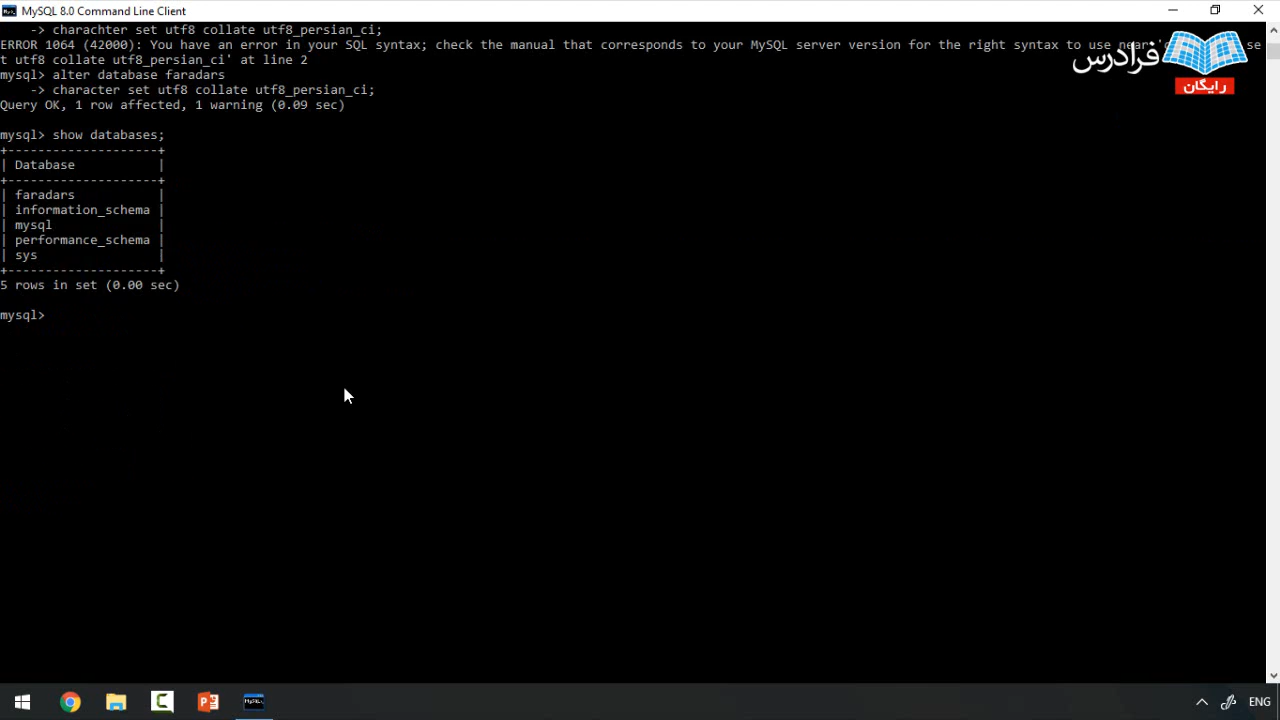 MySQL 8.0 Command Line Client
-> charachter set utf8 collate utf8_persian_ci;
ERROR 1064 (42000): You have an error in your SQL syntax; check the manual that corresponds to your MySQL server version for the right syntax to use near 'c se
t utf8 collate utf8_persian_ci' at line 2
mysql> alter database faradars
-> character set utf8 collate utf8_persian_ci;
Query OK, 1 row affected, 1 warning (0.09 sec)
mysql> show databases;
+--------------------+
| Database           |
+--------------------+
| faradars           |
| information_schema |
| mysql              |
| performance_schema |
| sys                |
+--------------------+
5 rows in set (0.00 sec)
mysql>
فرادرس
رایگان
ENG